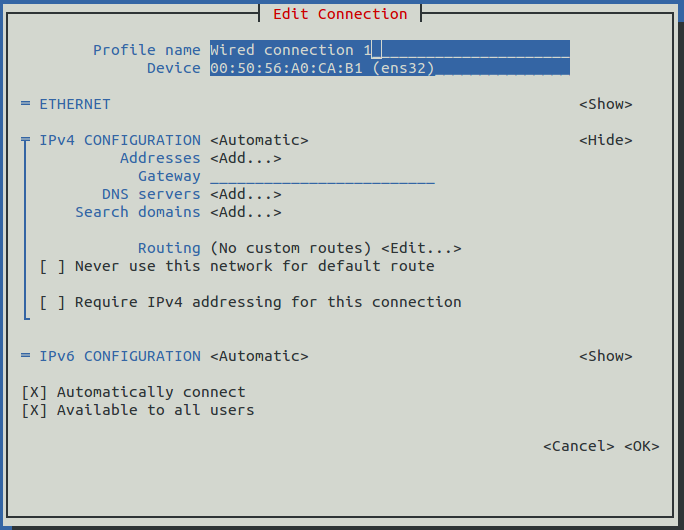 Edit Connection
Profile name Wired connection 1
Device 00:50:56:A0:CA:B1 (ens32)
= ETHERNET <Show>
= IPv4 CONFIGURATION <Automatic> <Hide>
Addresses <Add...>
Gateway
DNS servers <Add...>
Search domains <Add...>
Routing (No custom routes) <Edit...>
[ ] Never use this network for default route
[ ] Require IPv4 addressing for this connection
= IPv6 CONFIGURATION <Automatic> <Show>
[X] Automatically connect
[X] Available to all users
<Cancel> <OK>